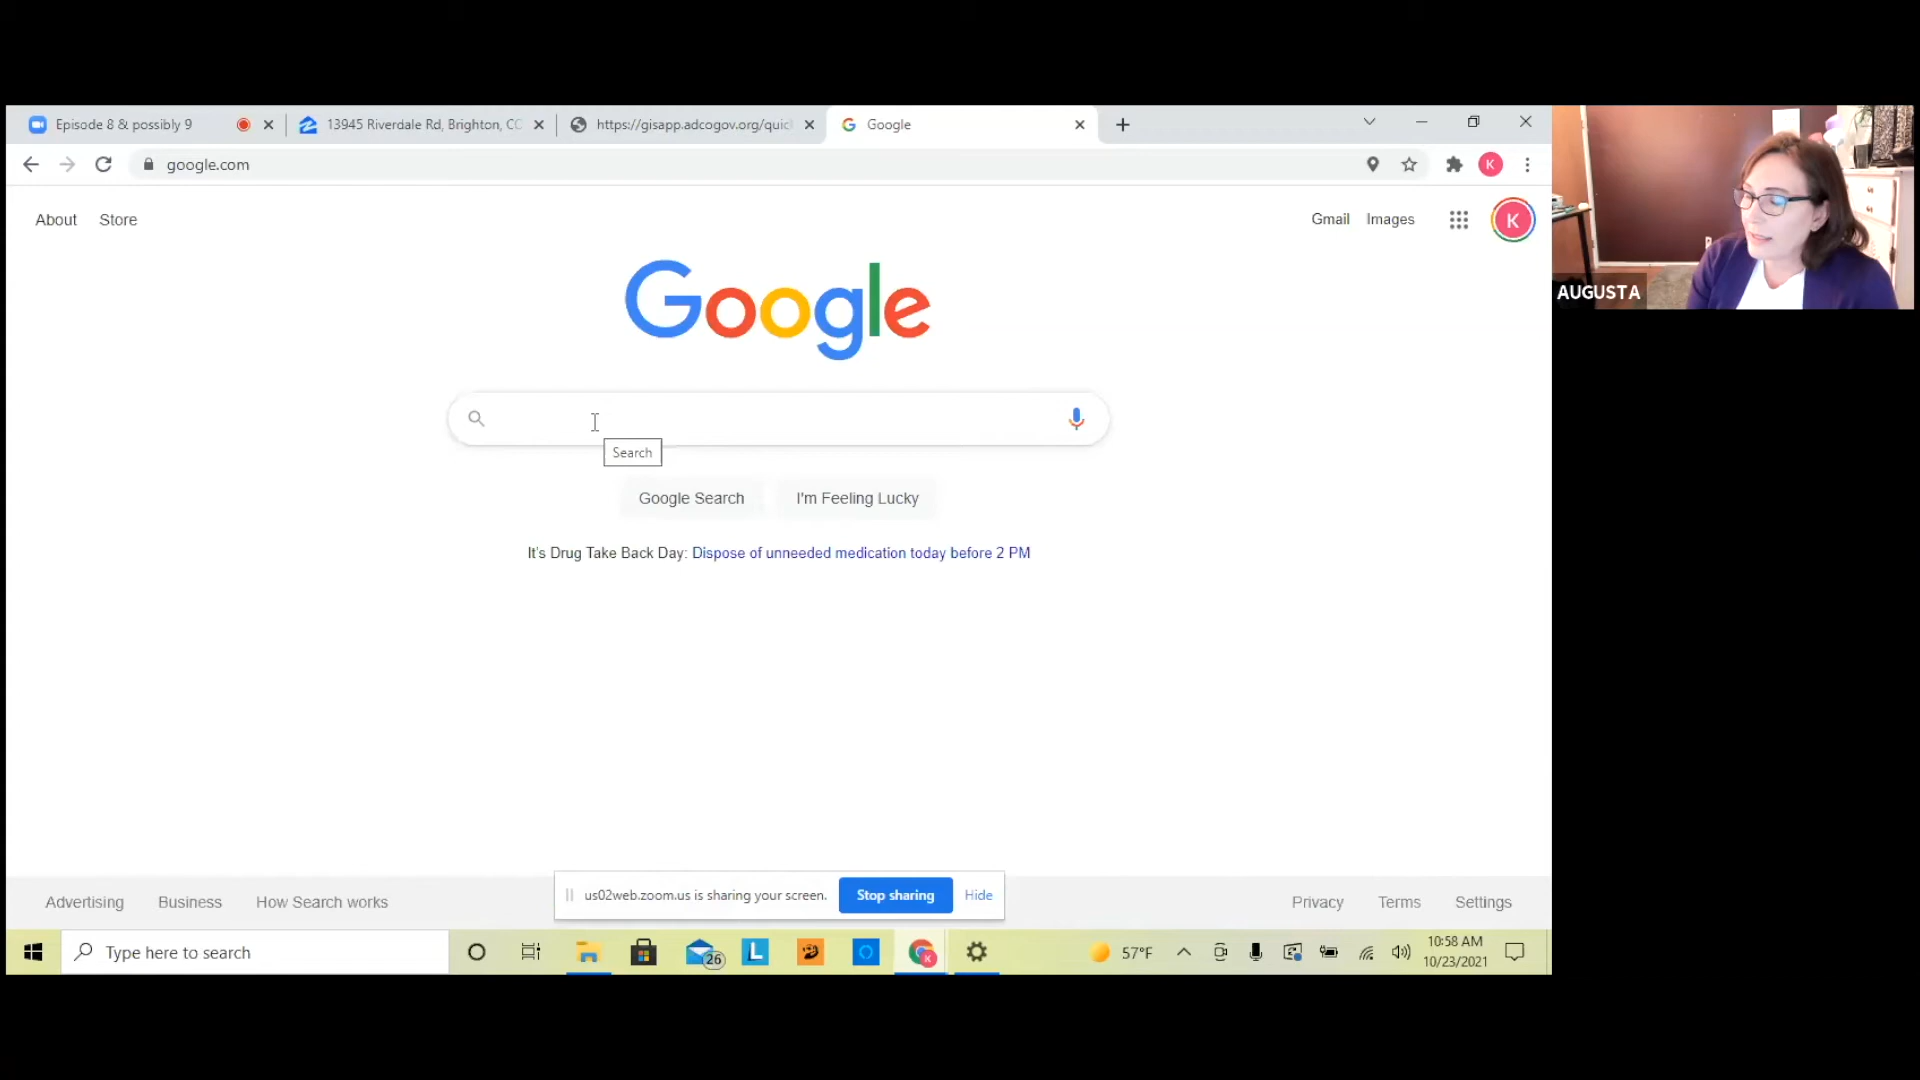 Episode 8 & possibly 9
13945 Riverdale Rd, Brighton, CO
https://gisapp.adcogov.org/quic
Google
google.com
K
About Store
Gmail Images
K
Google
Search
Google Search I'm Feeling Lucky
It's Drug Take Back Day: Dispose of unneeded medication today before 2 PM
AUGUSTA
Advertising Business How Search works
us02web.zoom.us is sharing your screen. Stop sharing Hide
Privacy Terms Settings
Type here to search
26
L
K
57°F
10:58 AM
10/23/2021